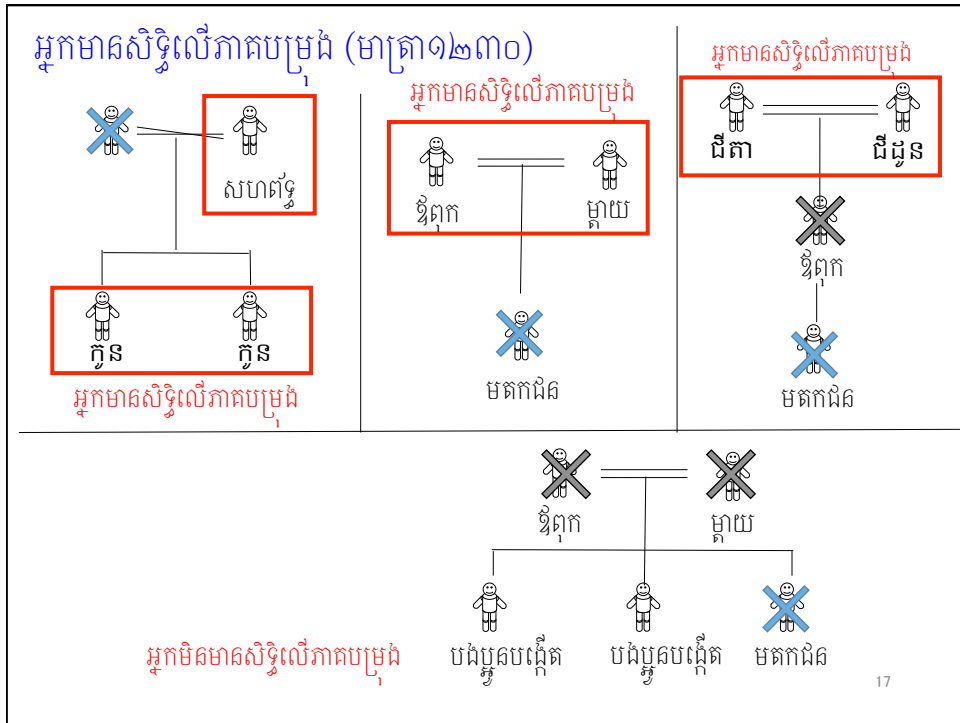 អ្នកមានសិទ្ធិលើភាគបម្រុង (មាត្រា១២៣០)
សហព័ទ្ធ
កូន
កូន
អ្នកមានសិទ្ធិលើភាគបម្រុង
អ្នកមានសិទ្ធិលើភាគបម្រុង
ឪពុក
ម្តាយ
មតកជន
អ្នកមានសិទ្ធិលើភាគបម្រុង
ជីតា
ជីដូន
ឪពុក
មតកជន
ឪពុក
ម្តាយ
អ្នកមិនមានសិទ្ធិលើភាគបម្រុង
បងប្អូនបង្កើត
បងប្អូនបង្កើត
មតកជន
17